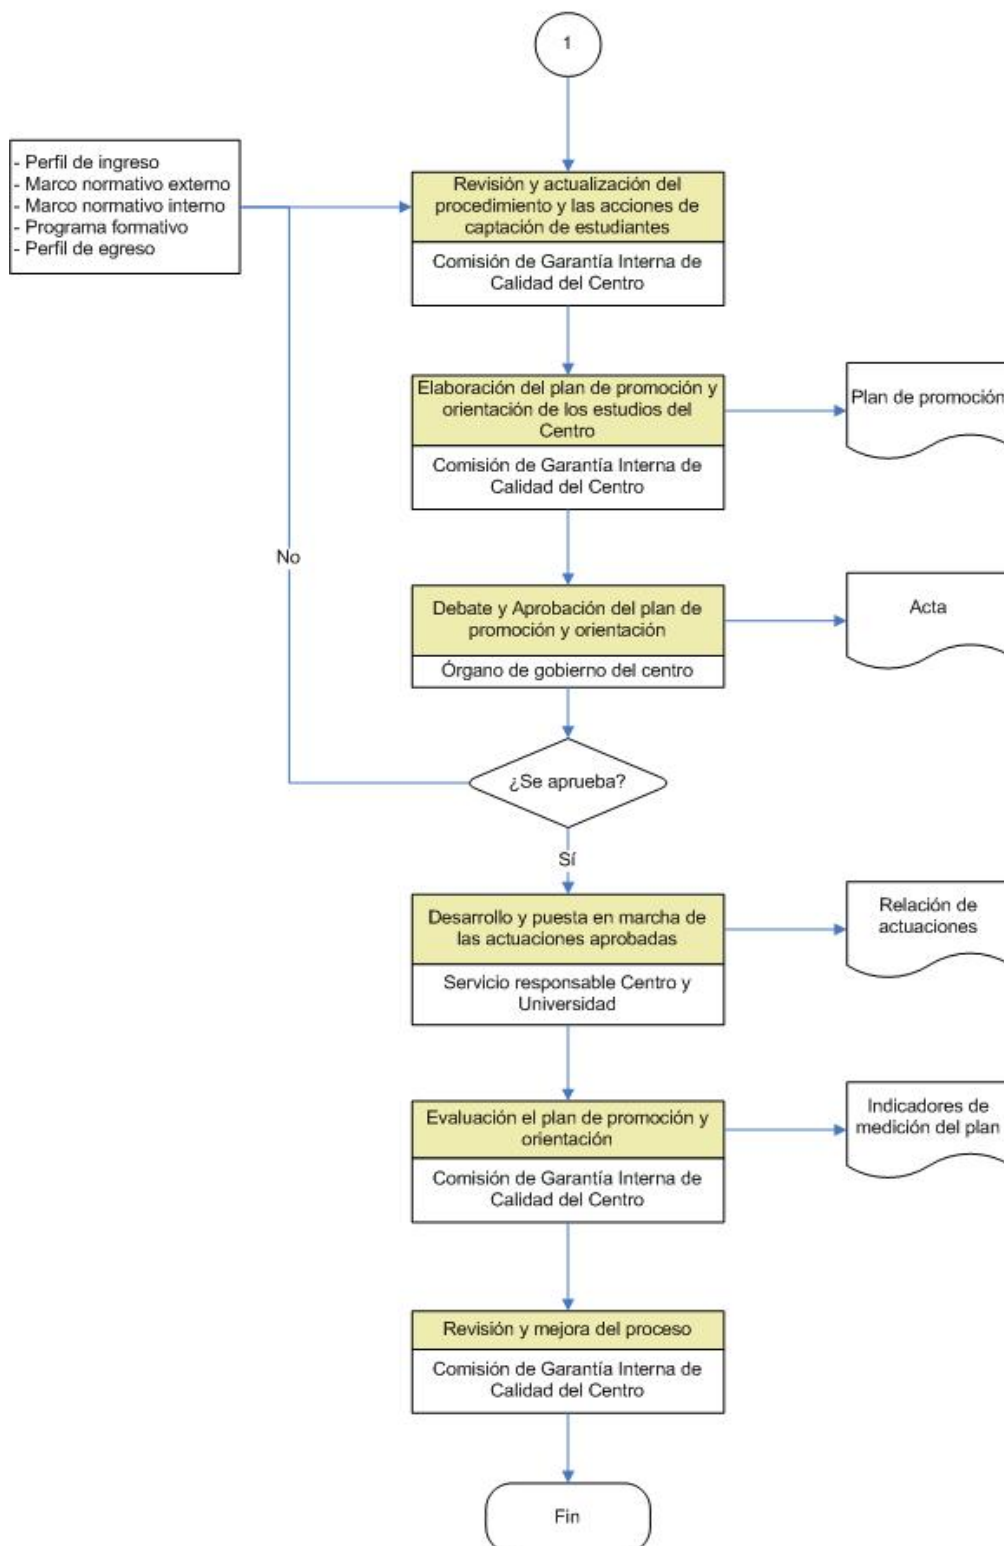 1
- Perfil de ingreso
- Marco normativo externo
- Marco normativo interno
- Programa formativo
- Perfil de egreso
Revisión y actualización del
procedimiento y las acciones de
captación de estudiantes
Comisión de Garantía Interna de
Calidad del Centro
Elaboración del plan de promoción y
orientación de los estudios del
Centro
Comisión de Garantía Interna de
Calidad del Centro
Plan de promoción
No
Debate y Aprobación del plan de
promoción y orientación
Órgano de gobierno del centro
Acta
¿Se aprueba?
Sí
Desarrollo y puesta en marcha de
las actuaciones aprobadas
Servicio responsable Centro y
Universidad
Relación de
actuaciones
Evaluación el plan de promoción y
orientación
Comisión de Garantía Interna de
Calidad del Centro
Indicadores de
medición del plan
Revisión y mejora del proceso
Comisión de Garantía Interna de
Calidad del Centro
Fin